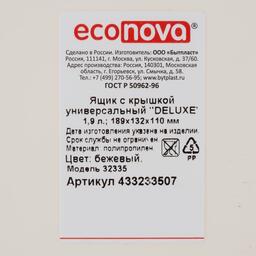 econova®
Сделано в России. Изготовитель: ООО «Бытпласт»
Россия, 111141, г. Москва, ул. Кусковская, д. 37/60.
Адрес производства: Россия, 140301, Московская
область, г. Егорьевск, ул. Смычка, д. 58.
Тел.: +7 (499) 270-56-95; www.bytplast.ru
ГОСТ Р 50962-96
Ящик с крышкой
универсальный "DELUXE"
1,9 л.; 189х132х110 мм
Дата изготовления указана на изделии.
Срок службы не ограничен
Материал: полипропилен
Цвет: бежевый.
Модель 32335
Артикул 433233507
5
PP